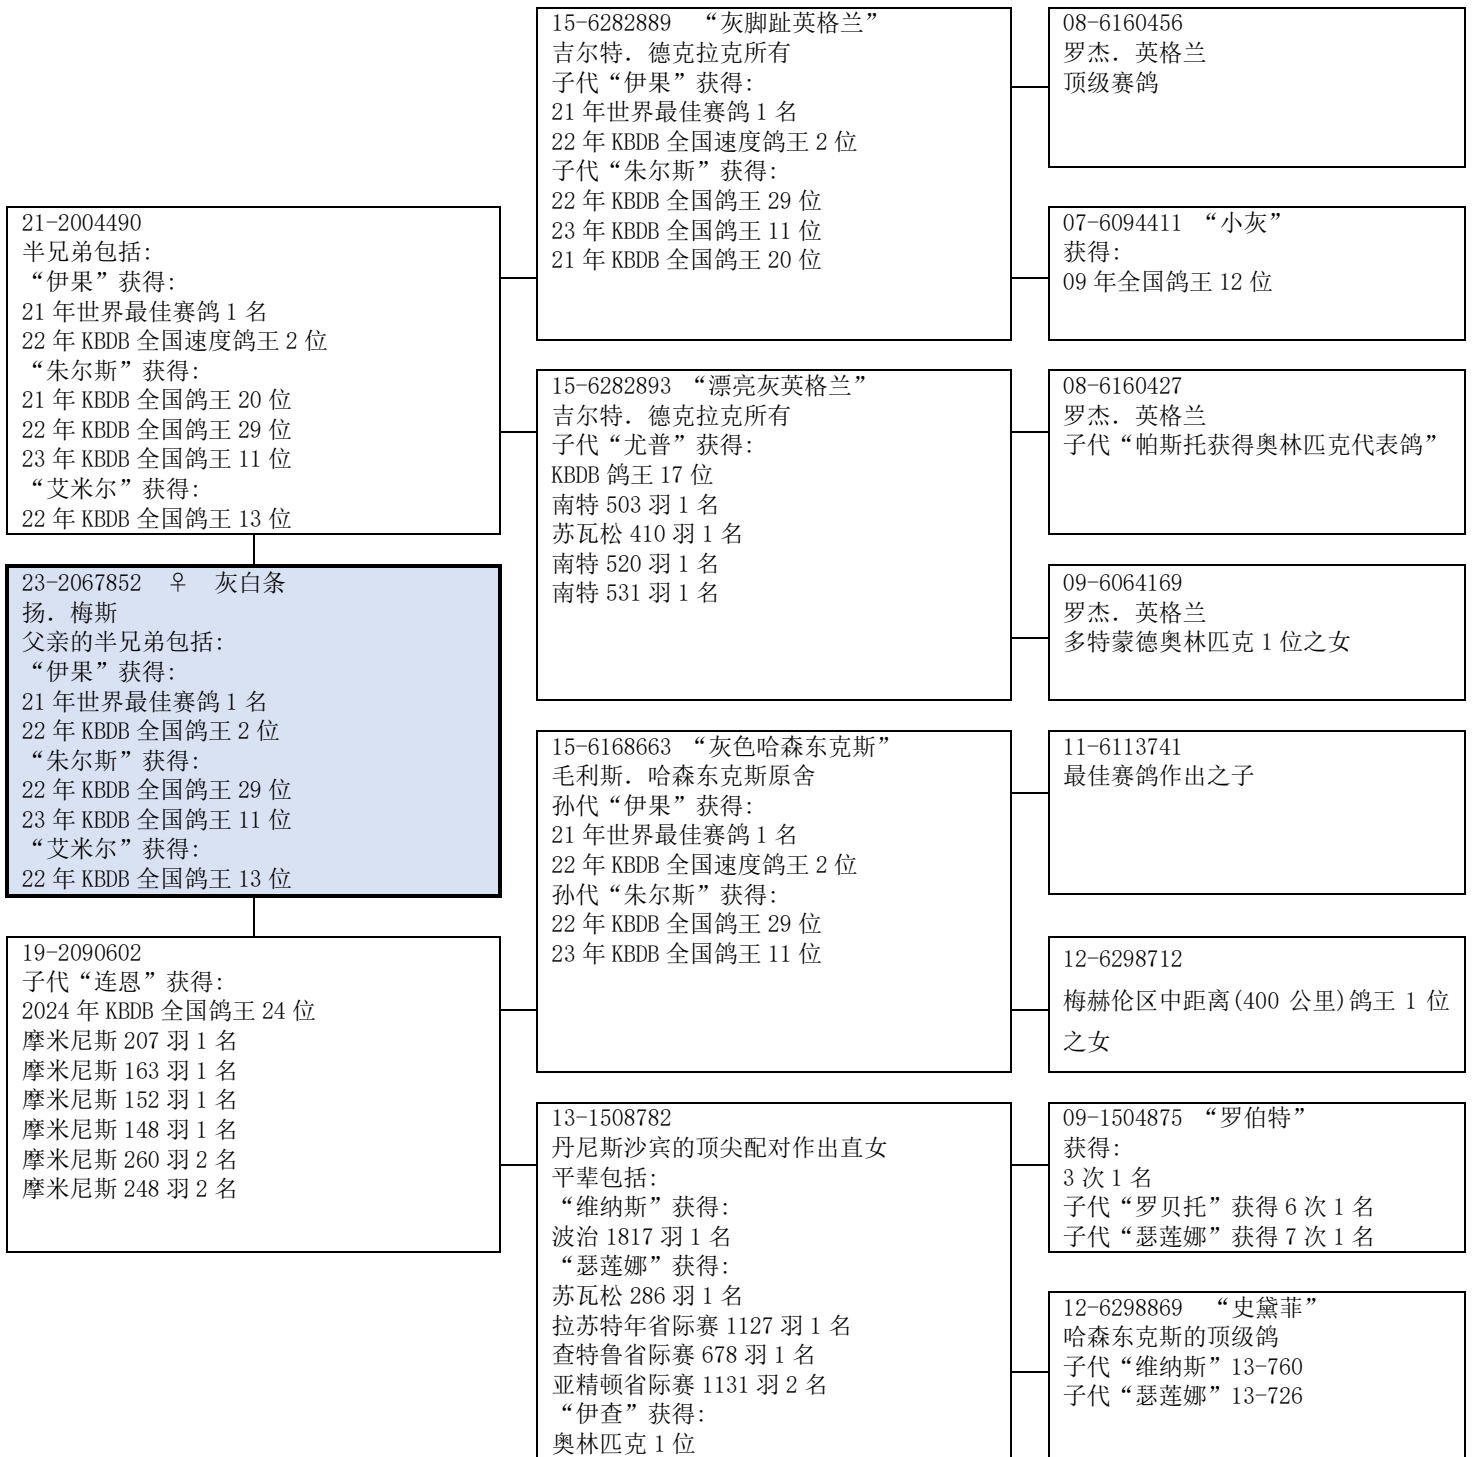 21-2004490
半兄弟包括:
“伊果”获得:
21 年世界最佳赛鸽 1 名
22 年 KBDB 全国速度鸽王 2 位
“朱尔斯”获得:
21 年 KBDB 全国鸽王 20 位
22 年 KBDB 全国鸽王 29 位
23 年 KBDB 全国鸽王 11 位
“艾米尔”获得:
22 年 KBDB 全国鸽王 13 位
23-2067852 ♀ 灰白条
扬．梅斯
父亲的半兄弟包括:
“伊果”获得:
21 年世界最佳赛鸽 1 名
22 年 KBDB 全国鸽王 2 位
“朱尔斯”获得:
22 年 KBDB 全国鸽王 29 位
23 年 KBDB 全国鸽王 11 位
“艾米尔”获得:
22 年 KBDB 全国鸽王 13 位
19-2090602
子代“连恩”获得:
2024 年 KBDB 全国鸽王 24 位
摩米尼斯 207 羽 1 名
摩米尼斯 163 羽 1 名
摩米尼斯 152 羽 1 名
摩米尼斯 148 羽 1 名
摩米尼斯 260 羽 2 名
摩米尼斯 248 羽 2 名
15-6282889 “灰脚趾英格兰”
吉尔特．德克拉克所有
子代“伊果”获得:
21 年世界最佳赛鸽 1 名
22 年 KBDB 全国速度鸽王 2 位
子代“朱尔斯”获得:
22 年 KBDB 全国鸽王 29 位
23 年 KBDB 全国鸽王 11 位
21 年 KBDB 全国鸽王 20 位
15-6282893 “漂亮灰英格兰”
吉尔特．德克拉克所有
子代“尤普”获得:
KBDB 鸽王 17 位
南特 503 羽 1 名
苏瓦松 410 羽 1 名
南特 520 羽 1 名
南特 531 羽 1 名
15-6168663 “灰色哈森东克斯”
毛利斯．哈森东克斯原舍
孙代“伊果”获得:
21 年世界最佳赛鸽 1 名
22 年 KBDB 全国速度鸽王 2 位
孙代“朱尔斯”获得:
22 年 KBDB 全国鸽王 29 位
23 年 KBDB 全国鸽王 11 位
13-1508782
丹尼斯沙宾的顶尖配对作出直女
平辈包括:
“维纳斯”获得:
波治 1817 羽 1 名
“瑟莲娜”获得:
苏瓦松 286 羽 1 名
拉苏特年省际赛 1127 羽 1 名
查特鲁省际赛 678 羽 1 名
亚精顿省际赛 1131 羽 2 名
“伊查”获得:
奥林匹克 1 位
08-6160456
罗杰．英格兰
顶级赛鸽
07-6094411 “小灰”
获得:
09 年全国鸽王 12 位
08-6160427
罗杰．英格兰
子代“帕斯托获得奥林匹克代表鸽”
09-6064169
罗杰．英格兰
多特蒙德奥林匹克 1 位之女
11-6113741
最佳赛鸽作出之子
12-6298712
梅赫伦区中距离(400 公里)鸽王 1 位
之女
09-1504875 “罗伯特”
获得:
3 次 1 名
子代“罗贝托”获得 6 次 1 名
子代“瑟莲娜”获得 7 次 1 名
12-6298869 “史黛菲”
哈森东克斯的顶级鸽
子代“维纳斯”13-760
子代“瑟莲娜”13-726